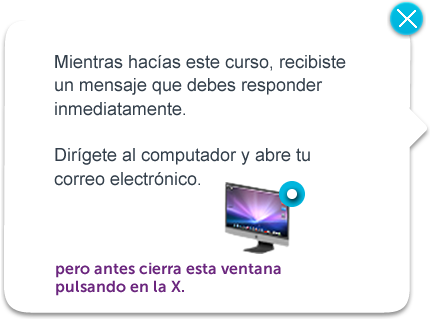 Mientras hacías este curso, recibiste
un mensaje que debes responder
inmediatamente.
Dirígete al computador y abre tu
correo electrónico.
pero antes cierra esta ventana
pulsando en la X.